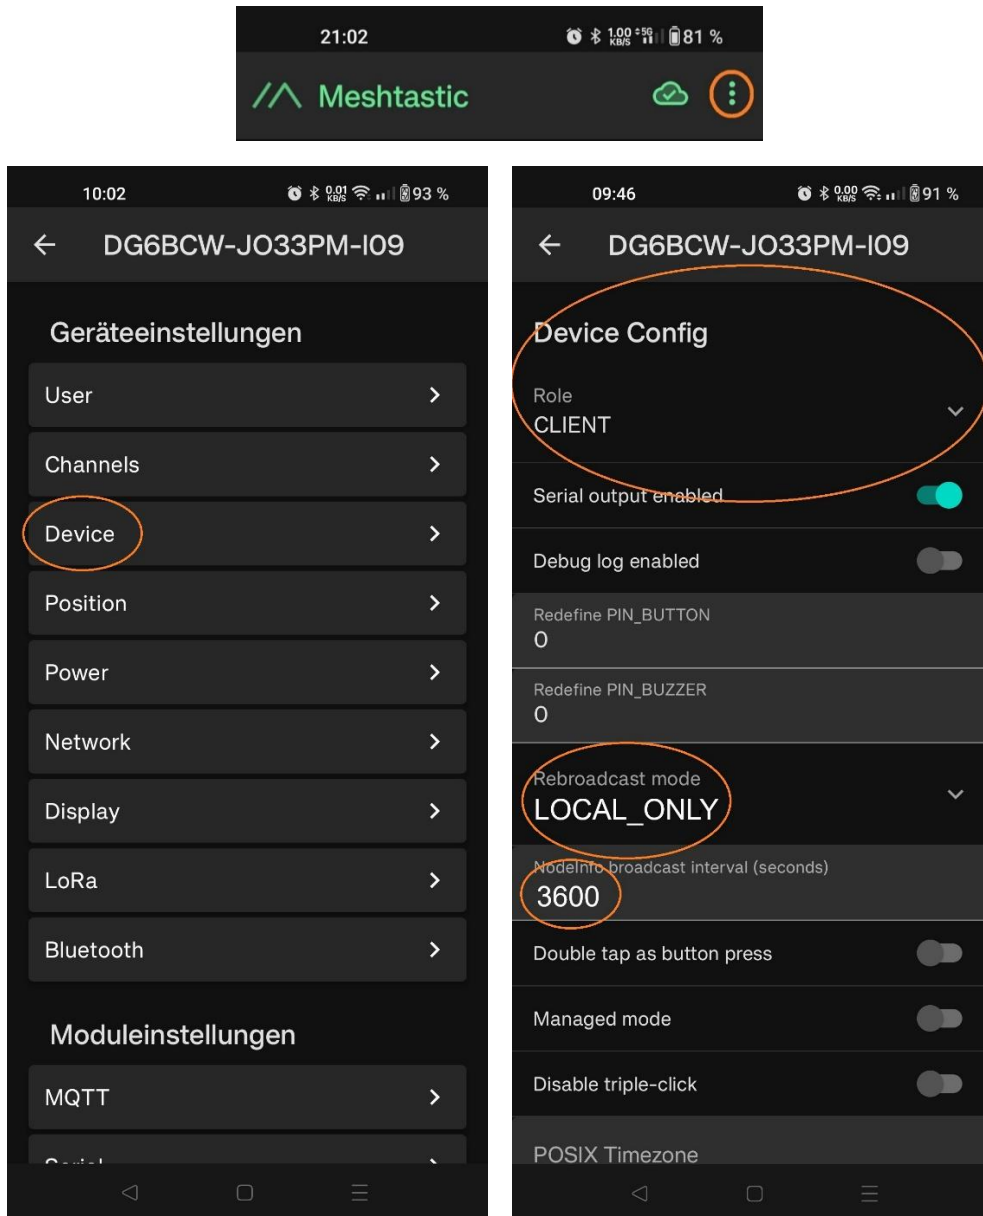 21:02 1.00 KB/S 5G 81 %
Meshtastic
10:02 0.01 KB/S 93 %
DG6BCW-JO33PM-I09
Geräteeinstellungen
User
Channels
Device
Position
Power
Network
Display
LoRa
Bluetooth
Moduleinstellungen
MQTT
09:46 0.00 KB/S 91 %
DG6BCW-JO33PM-I09
Device Config
Role
CLIENT
Serial output enabled
Debug log enabled
Redefine PIN_BUTTON
0
Redefine PIN_BUZZER
0
Rebroadcast mode
LOCAL_ONLY
NodeInfo broadcast interval (seconds)
3600
Double tap as button press
Managed mode
Disable triple-click
POSIX Timezone